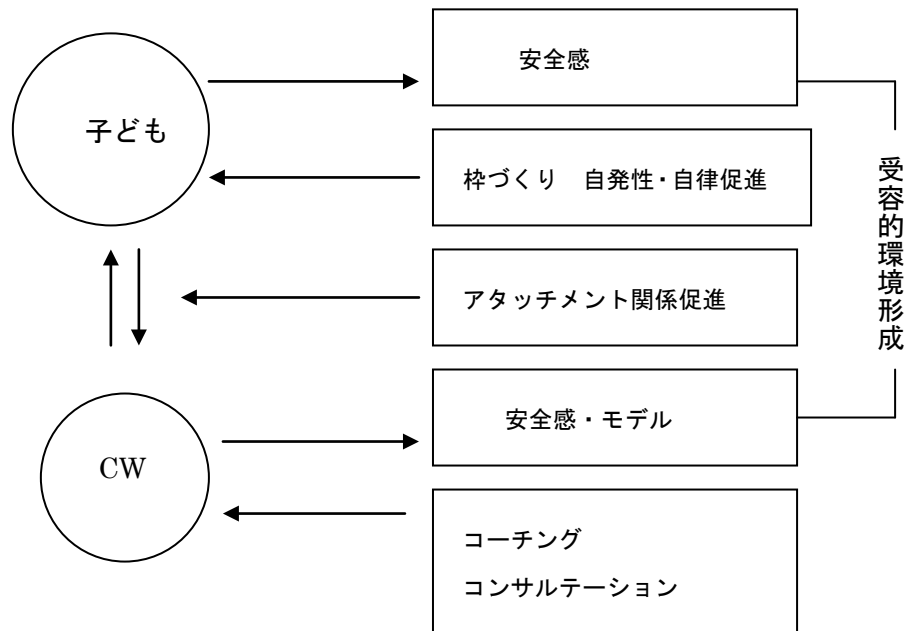 安全感
子ども
枠づくり 自発性・自律促進
受容的環境形成
アタッチメント関係促進
安全感・モデル
CW
コーチング
コンサルテーション